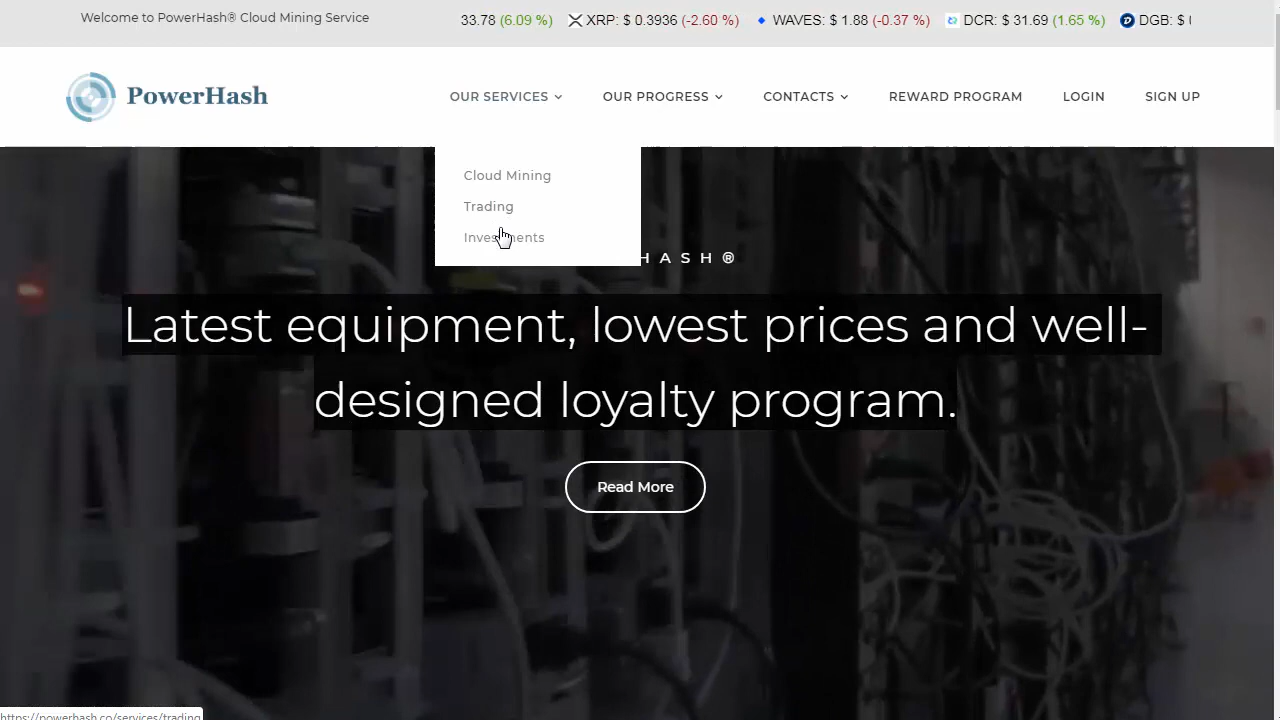 Welcome to PowerHash® Cloud Mining Service
33.78 (6.09 %) XRP: $ 0.3936 (-2.60 %) WAVES: $ 1.88 (-0.37 %) DCR: $ 31.69 (1.65 %) DGB: $
PowerHash
OUR SERVICES OUR PROGRESS CONTACTS REWARD PROGRAM LOGIN SIGN UP
Cloud Mining
Trading
Investments
HASH®
Latest equipment, lowest prices and well-
designed loyalty program.
Read More
https://powerhash.co/services/trading